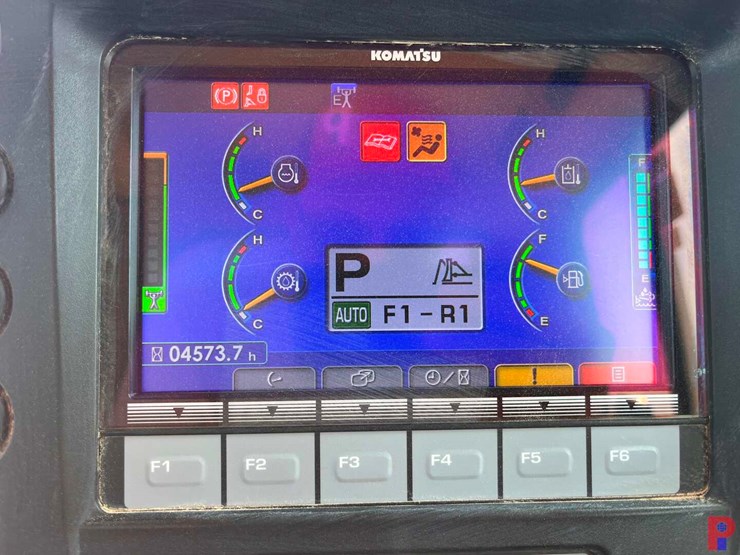 KOMATSU
P
E
H
C
H
C
H
C
F
E
F
E
P
AUTO F1-R1
04573.7 h
!
F1 F2 F3 F4 F5 F6
P